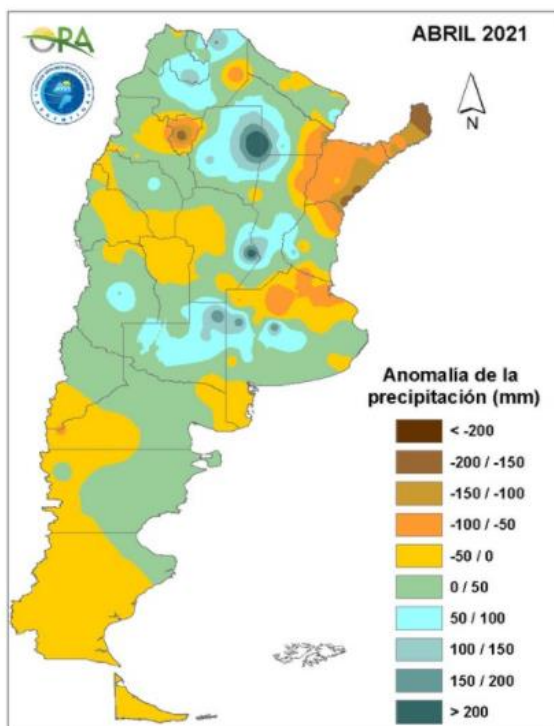 ORA
ABRIL 2021
N
Anomalía de la
precipitación (mm)
< -200
-200 / -150
-150 / -100
-100 / -50
-50 / 0
0 / 50
50 / 100
100 / 150
150 / 200
> 200